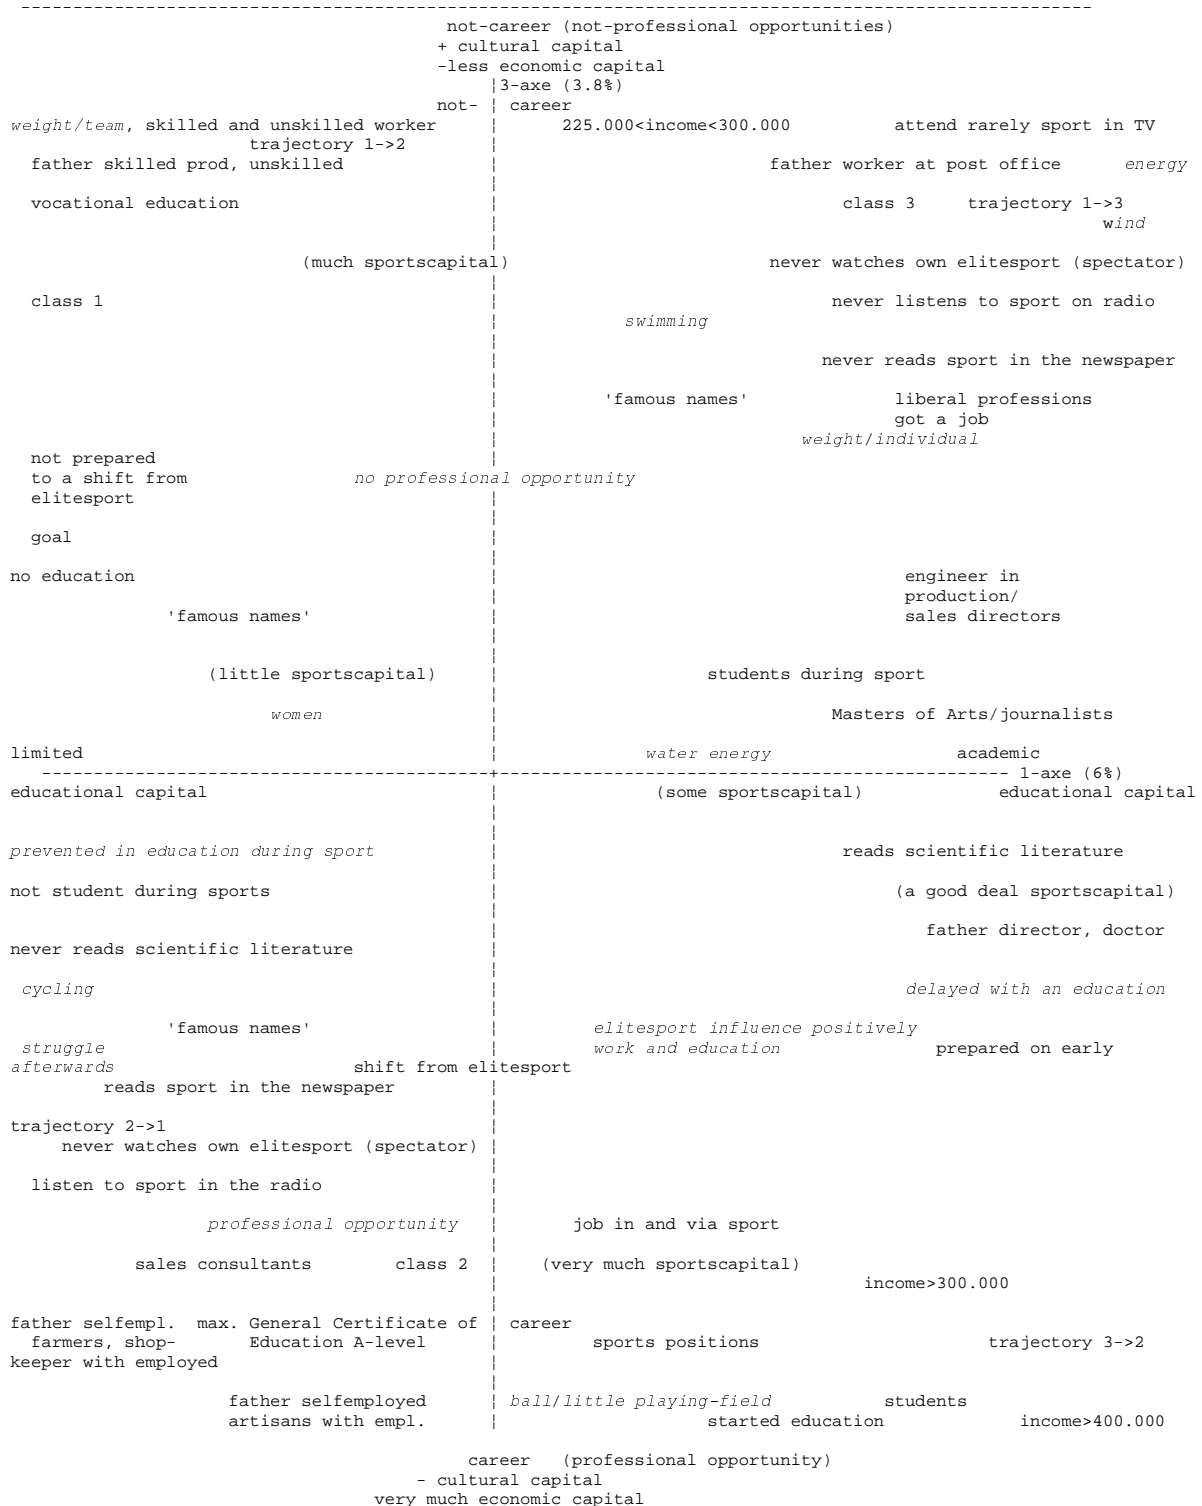 not-career (not-professional opportunities)
+ cultural capital
-less economic capital
3-axe (3.8%)
not- career
weight/team, skilled and unskilled worker 225.000<income<300.000 attend rarely sport in TV
trajectory 1->2
father skilled prod, unskilled father worker at post office energy
vocational education class 3 trajectory 1->3
wind
(much sportscapital) never watches own elitesport (spectator)
class 1 never listens to sport on radio
swimming
never reads sport in the newspaper
'famous names' liberal professions
got a job
weight/individual
not prepared
to a shift from no professional opportunity
elitesport
goal
no education engineer in
production/
'famous names' sales directors
(little sportscapital) students during sport
women Masters of Arts/journalists
limited water energy academic
1-axe (6%)
educational capital (some sportscapital) educational capital
prevented in education during sport reads scientific literature
not student during sports (a good deal sportscapital)
father director, doctor
never reads scientific literature
cycling delayed with an education
'famous names' elitesport influence positively
struggle work and education prepared on early
afterwards shift from elitesport
reads sport in the newspaper
trajectory 2->1
never watches own elitesport (spectator)
listen to sport in the radio
professional opportunity job in and via sport
sales consultants class 2 (very much sportscapital)
income>300.000
father selfempl. max. General Certificate of career
farmers, shop- Education A-level sports positions trajectory 3->2
keeper with employed
father selfemployed ball/little playing-field students
artisans with empl. started education income>400.000
career (professional opportunity)
- cultural capital
very much economic capital